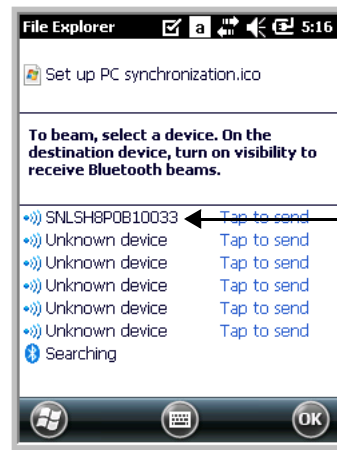 File Explorer a 5:16
Set up PC synchronization.ico
To beam, select a device. On the
destination device, turn on visibility to
receive Bluetooth beams.
SNLSH8P0B10033 Tap to send
Unknown device Tap to send
Unknown device Tap to send
Unknown device Tap to send
Unknown device Tap to send
Unknown device Tap to send
Searching
OK